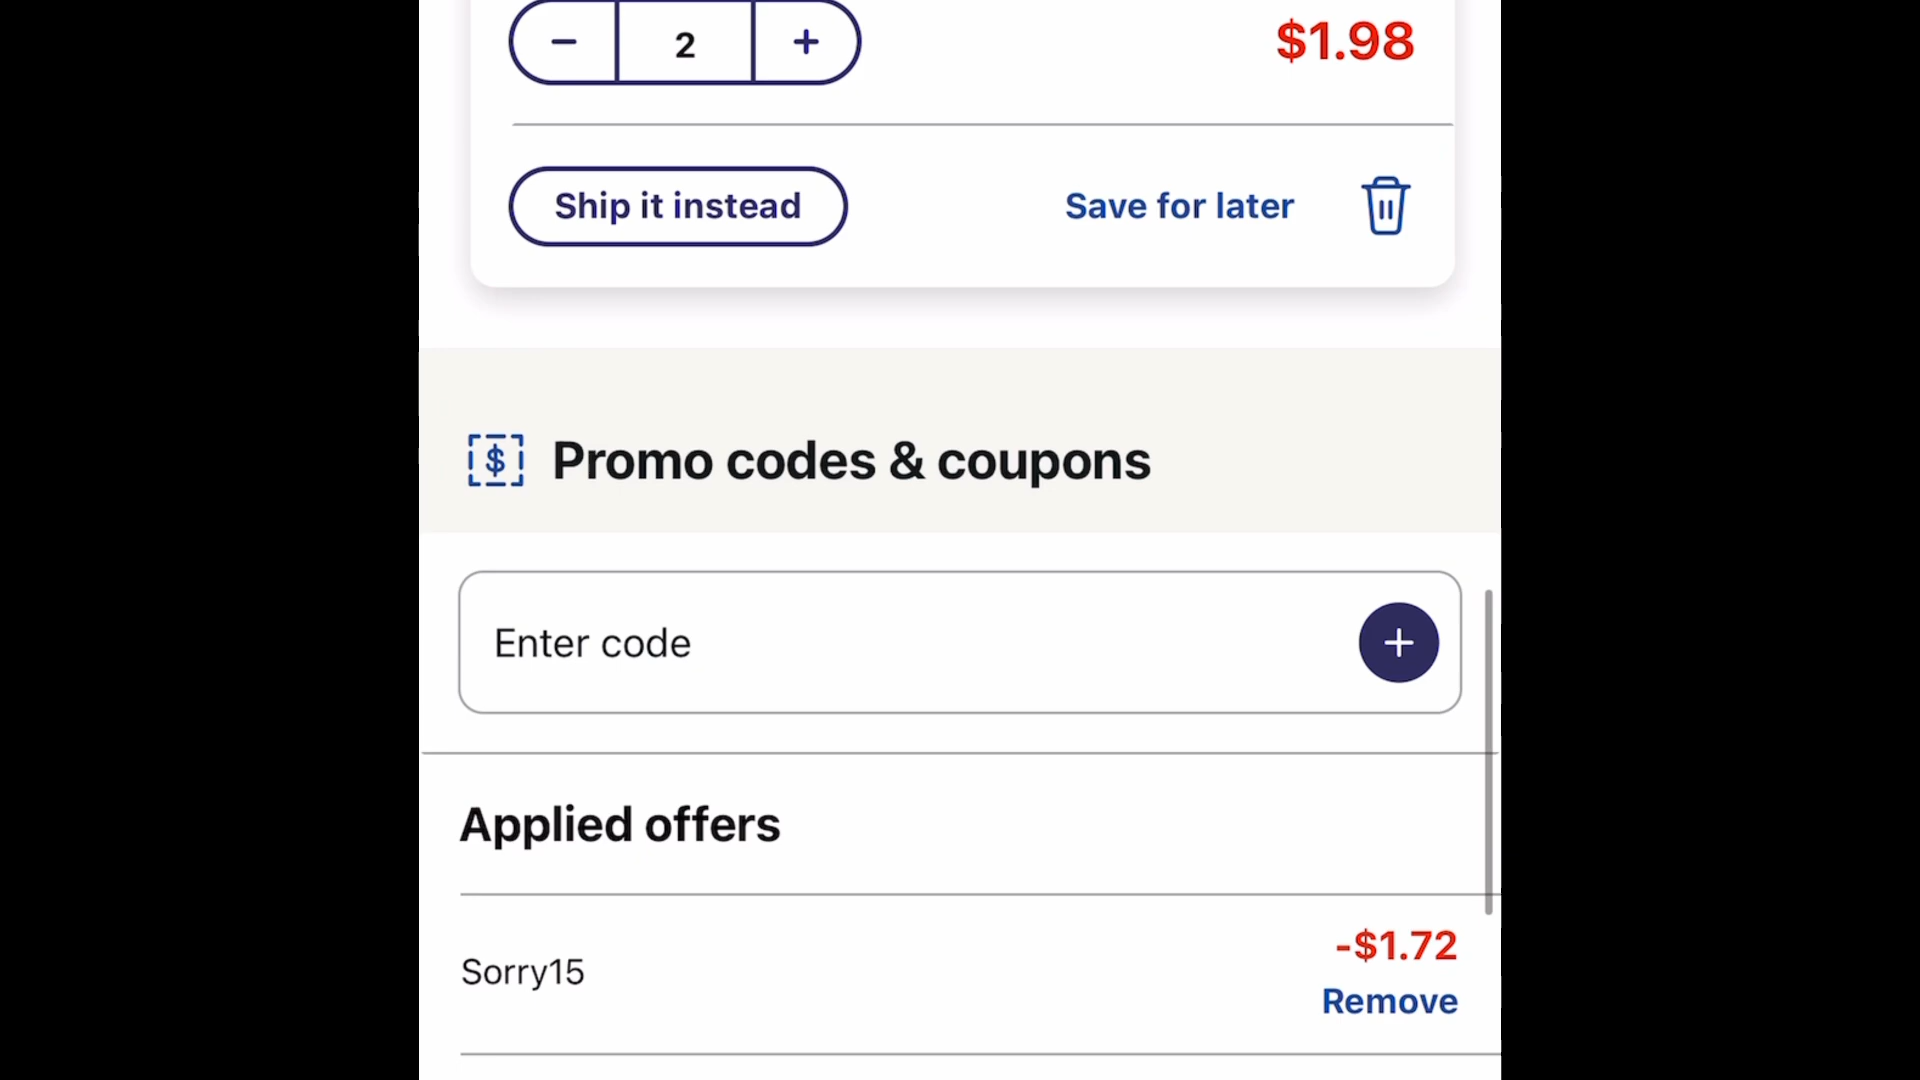 2
$1.98
Ship it instead
Save for later
Promo codes & coupons
Enter code
Applied offers
Sorry15
-$1.72
Remove